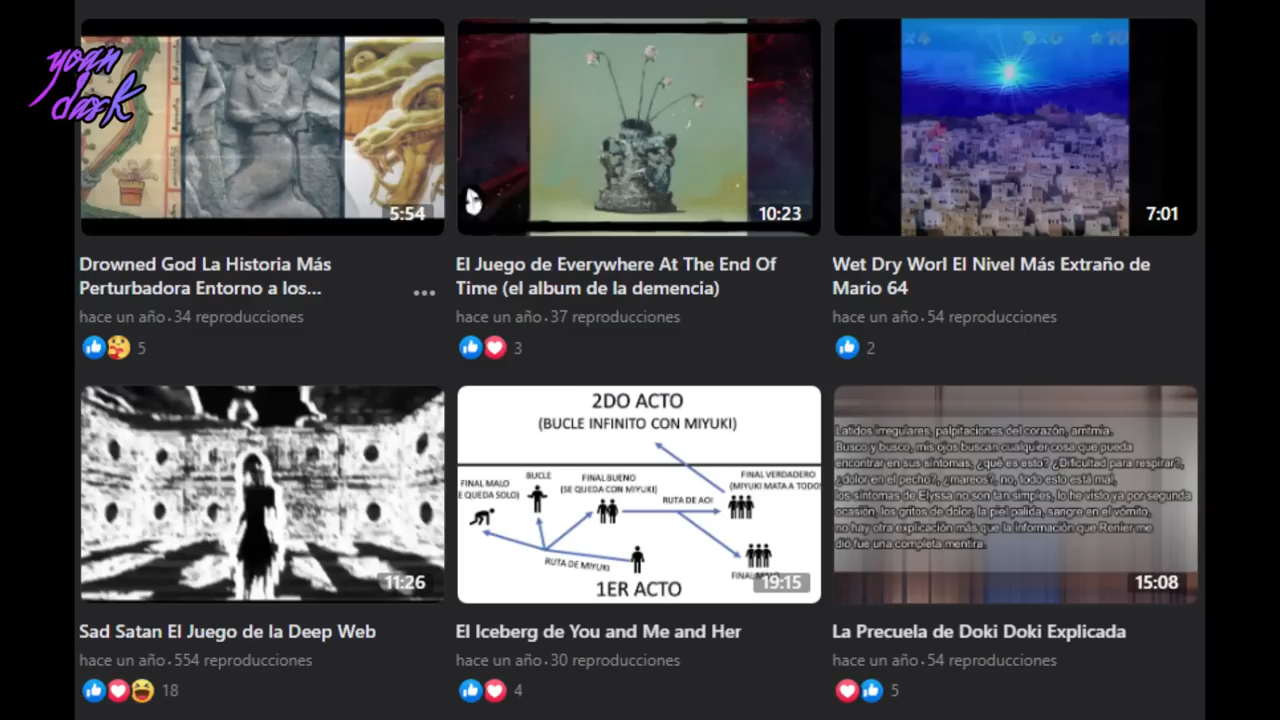 yoan
dask
5:54
10:23
x4
x0
7:01
Drowned God La Historia Más
Perturbadora Entorno a los...
hace un año · 34 reproducciones
5
El Juego de Everywhere At The End Of
Time (el album de la demencia)
hace un año · 37 reproducciones
3
Wet Dry Worl El Nivel Más Extraño de
Mario 64
hace un año · 54 reproducciones
2
11:26
2DO ACTO
(BUCLE INFINITO CON MIYUKI)
FINAL MALO
E QUEDA SOLO)
BUCLE
FINAL BUENO
(SE QUEDA CON MIYUKI)
FINAL VERDADERO
(MIYUKI MATA A TODO
RUTA DE AOI
RUTA DE MIYUKI
1ER ACTO
19:15
Latidos irregulares, palpitaciones del corazón, arritmia.
Busco y busco, mis ojos buscan cualquier cosa que pueda
encontrar en sus síntomas, ¿qué es esto? ¿Dificultad para respirar?,
¿dolor en el pecho?, ¿mareos?, no, todo esto está mal,
los síntomas de Elyssa no son tan simples, lo he visto ya por segunda
ocasión, los gritos de dolor, la piel palida, sangre en el vómito,
no hay otra explicación más que la información que Renier me
dió fue una completa mentira.
15:08
Sad Satan El Juego de la Deep Web
hace un año · 554 reproducciones
18
El Iceberg de You and Me and Her
hace un año · 30 reproducciones
4
La Precuela de Doki Doki Explicada
hace un año · 54 reproducciones
5